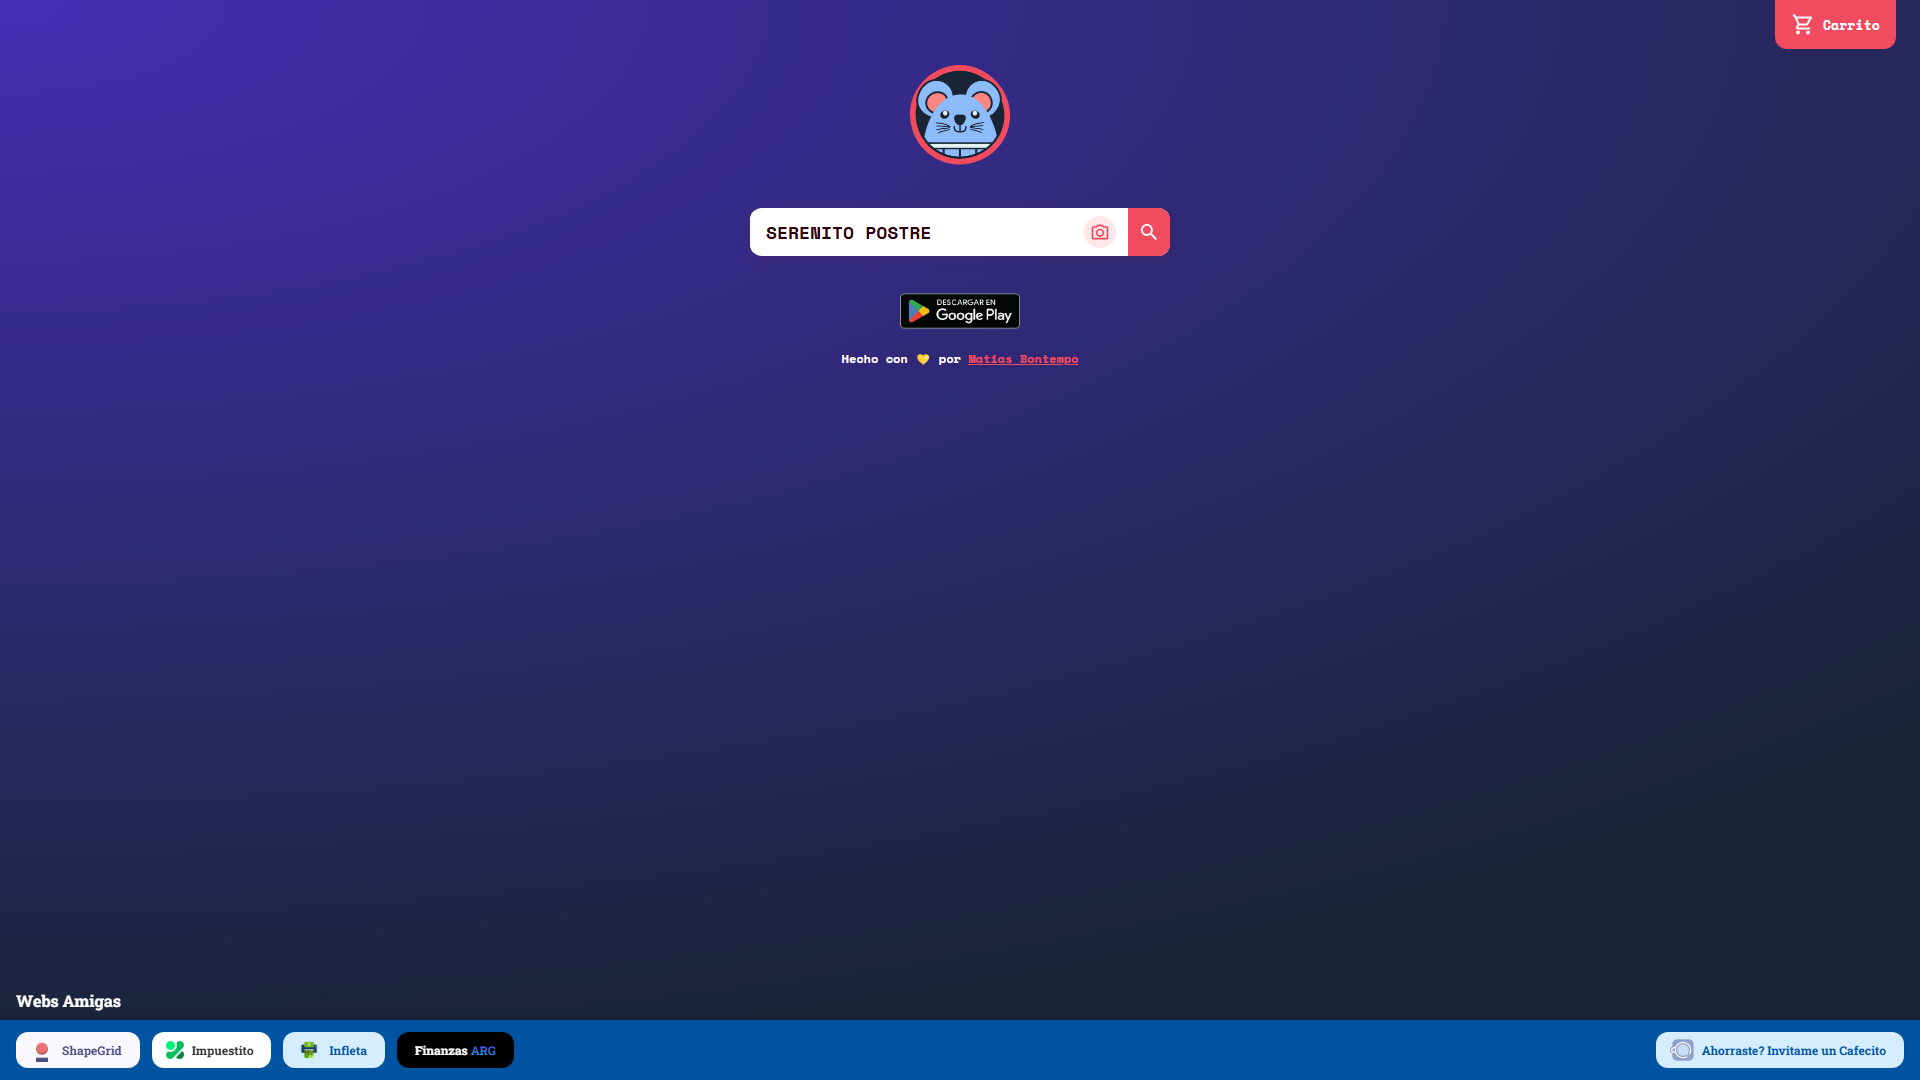 Carrito
SERENITO POSTRE
DESCARGAR EN
Google Play
Hecho con 💛 por Matias Bontempo
Webs Amigas
ShapeGrid
Impuestito
Infleta
Finanzas ARG
Ahorraste? Invitame un Cafecito